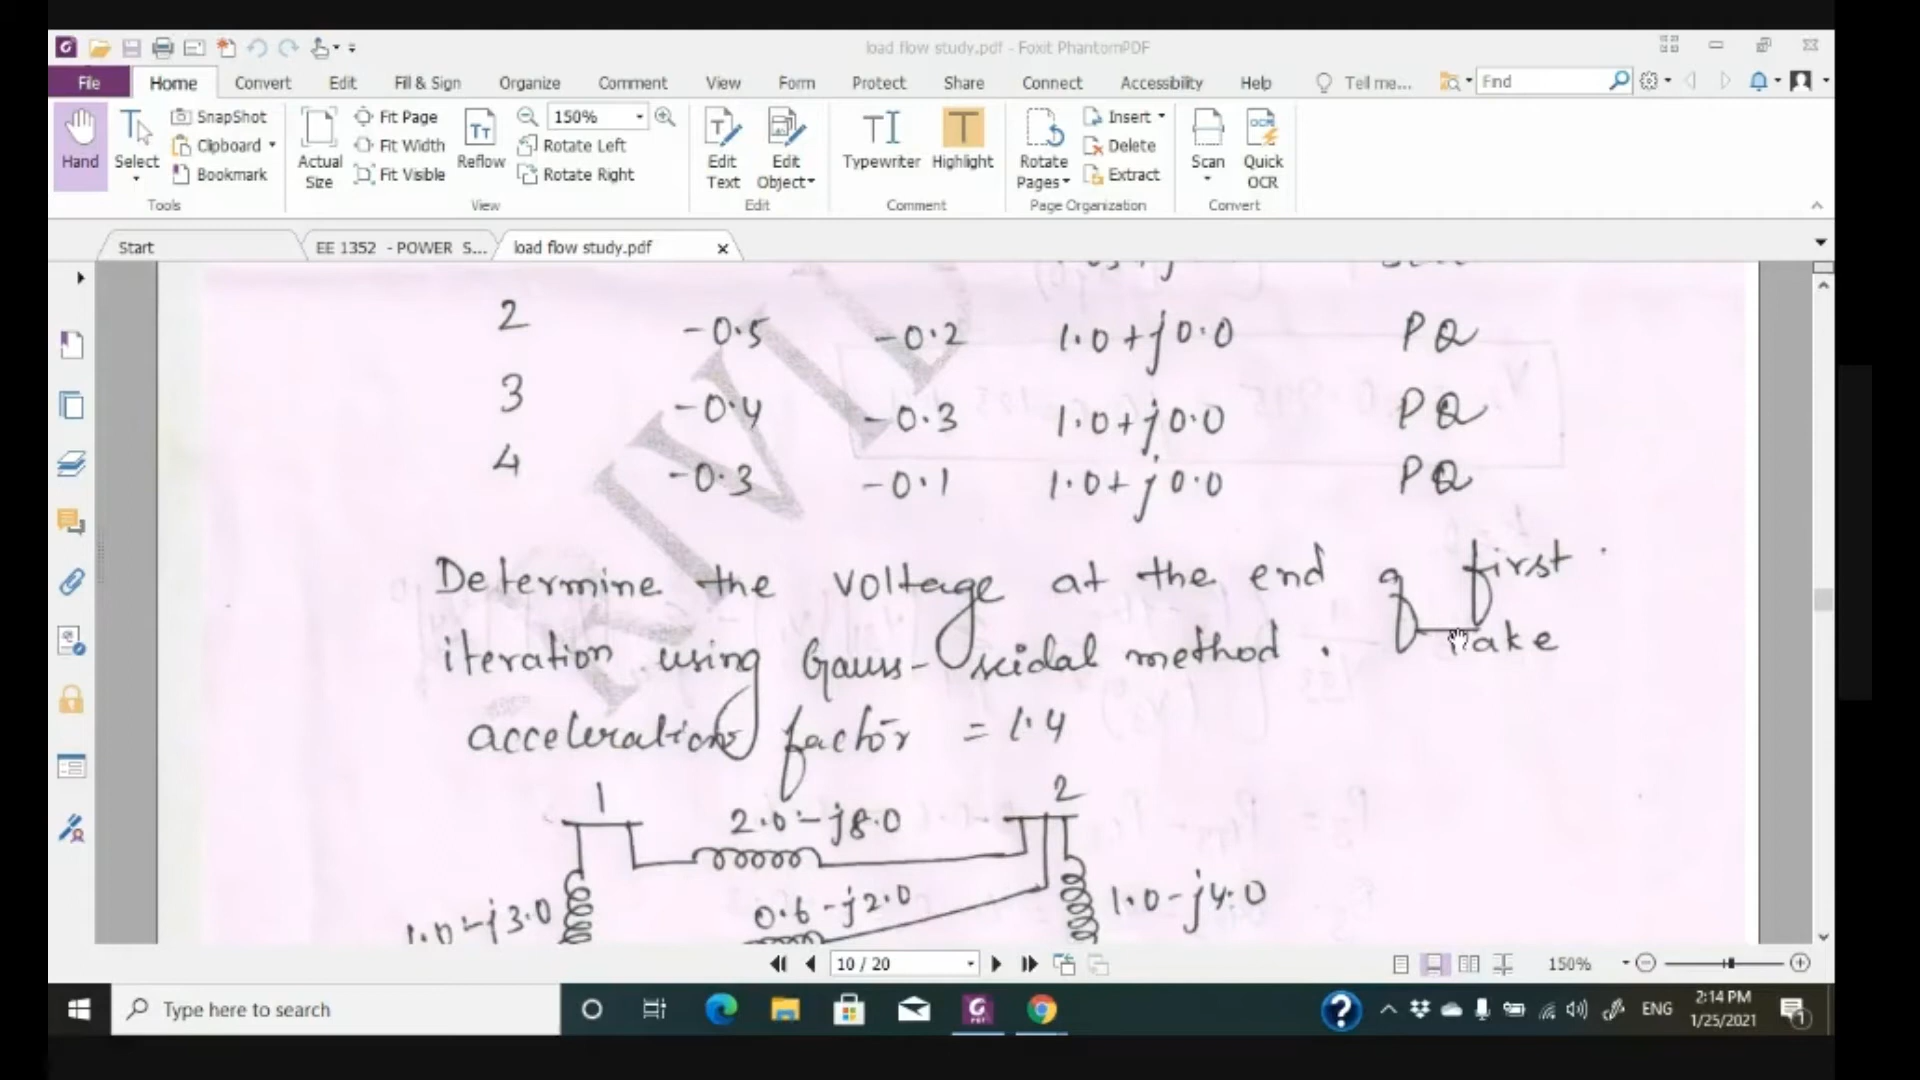 load flow study.pdf - Foxit PhantomPDF
File Home Convert Edit Fill & Sign Organize Comment View Form Protect Share Connect Accessibility Help Tell me... Find
Hand Select SnapShot Clipboard Bookmark Tools
Actual Size Fit Page Fit Width Fit Visible Reflow 150% Rotate Left Rotate Right View
Edit Text Edit Object Edit
Typewriter Highlight Comment
Rotate Pages Insert Delete Extract Page Organization
Scan Quick OCR Convert
Start EE 1352 - POWER S... load flow study.pdf
2 -0.5 -0.2 1.0+j0.0 PQ
3 -0.4 -0.3 1.0+j0.0 PQ
4 -0.3 -0.1 1.0+j0.0 PQ
Determine the voltage at the end of first
iteration using Gauss-seidal method. Take
acceleration factor = 1.4
1 2.0-j8.0 2
1.0-j3.0 0.6-j2.0 1.0-j4.0
10 / 20 150%
Type here to search ENG 2:14 PM
1/25/2021